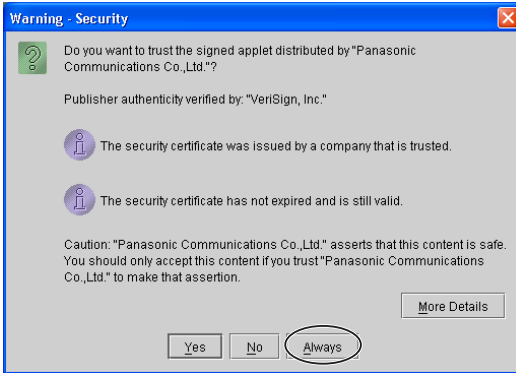 Warning - Security
Do you want to trust the signed applet distributed by "Panasonic
Communications Co.,Ltd."?
Publisher authenticity verified by: "VeriSign, Inc."
The security certificate was issued by a company that is trusted.
The security certificate has not expired and is still valid.
Caution: "Panasonic Communications Co.,Ltd." asserts that this content is safe.
You should only accept this content if you trust "Panasonic Communications
Co.,Ltd." to make that assertion.
More Details
Yes No Always